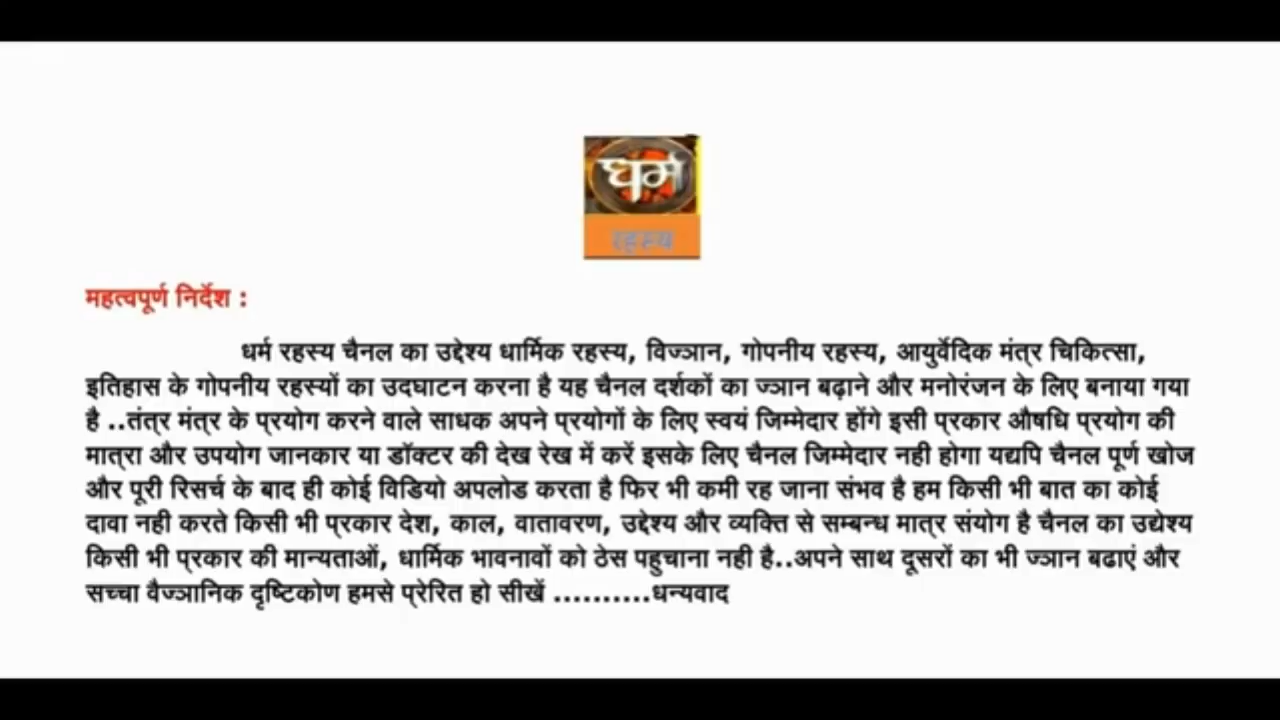 धर्म
रहस्य
महत्वपूर्ण निर्देश :
धर्म रहस्य चैनल का उद्देश्य धार्मिक रहस्य, विज्ञान, गोपनीय रहस्य, आयुर्वेदिक मंत्र चिकित्सा,
इतिहास के गोपनीय रहस्यों का उदघाटन करना है यह चैनल दर्शकों का ज्ञान बढ़ाने और मनोरंजन के लिए बनाया गया
है ..तंत्र मंत्र के प्रयोग करने वाले साधक अपने प्रयोगों के लिए स्वयं जिम्मेदार होंगे इसी प्रकार औषधि प्रयोग की
मात्रा और उपयोग जानकार या डॉक्टर की देख रेख में करें इसके लिए चैनल जिम्मेदार नही होगा यद्यपि चैनल पूर्ण खोज
और पूरी रिसर्च के बाद ही कोई विडियो अपलोड करता है फिर भी कमी रह जाना संभव है हम किसी भी बात का कोई
दावा नही करते किसी भी प्रकार देश, काल, वातावरण, उद्देश्य और व्यक्ति से सम्बन्ध मात्र संयोग है चैनल का उद्येश्य
किसी भी प्रकार की मान्यताओं, धार्मिक भावनावों को ठेस पहुचाना नही है..अपने साथ दूसरों का भी ज्ञान बढाएं और
सच्चा वैज्ञानिक दृष्टिकोण हमसे प्रेरित हो सीखें ..........धन्यवाद